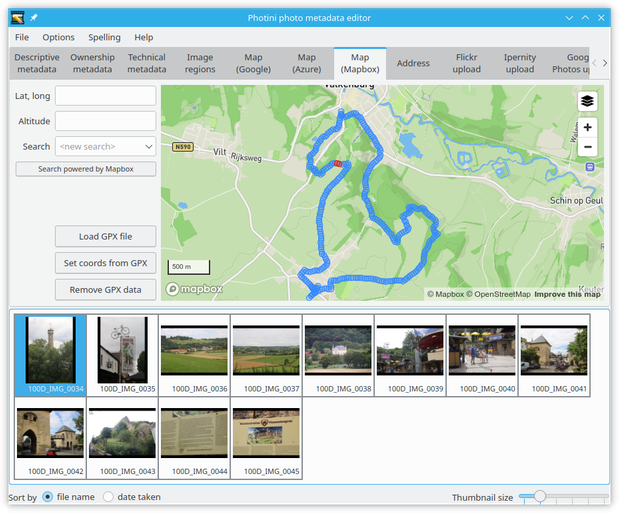 Photini photo metadata editor
File Options Spelling Help
Descriptive metadata
Ownership metadata
Technical metadata
Image regions
Map (Google)
Map (Azure)
Map (Mapbox)
Address
Flickr upload
Ipernity upload
Goog
Photos up
Lat, long
Altitude
Search <new search>
Search powered by Mapbox
Load GPX file
Set coords from GPX
Remove GPX data
Valkenburg
N590
Vilt
Rijksweg
Schin op Geul
+
−
500 m
mapbox
© Mapbox © OpenStreetMap Improve this map
100D_IMG_0034
100D_IMG_0035
100D_IMG_0036
100D_IMG_0037
100D_IMG_0038
100D_IMG_0039
100D_IMG_0040
100D_IMG_0041
100D_IMG_0042
100D_IMG_0043
100D_IMG_0044
100D_IMG_0045
Sort by file name date taken
Thumbnail size